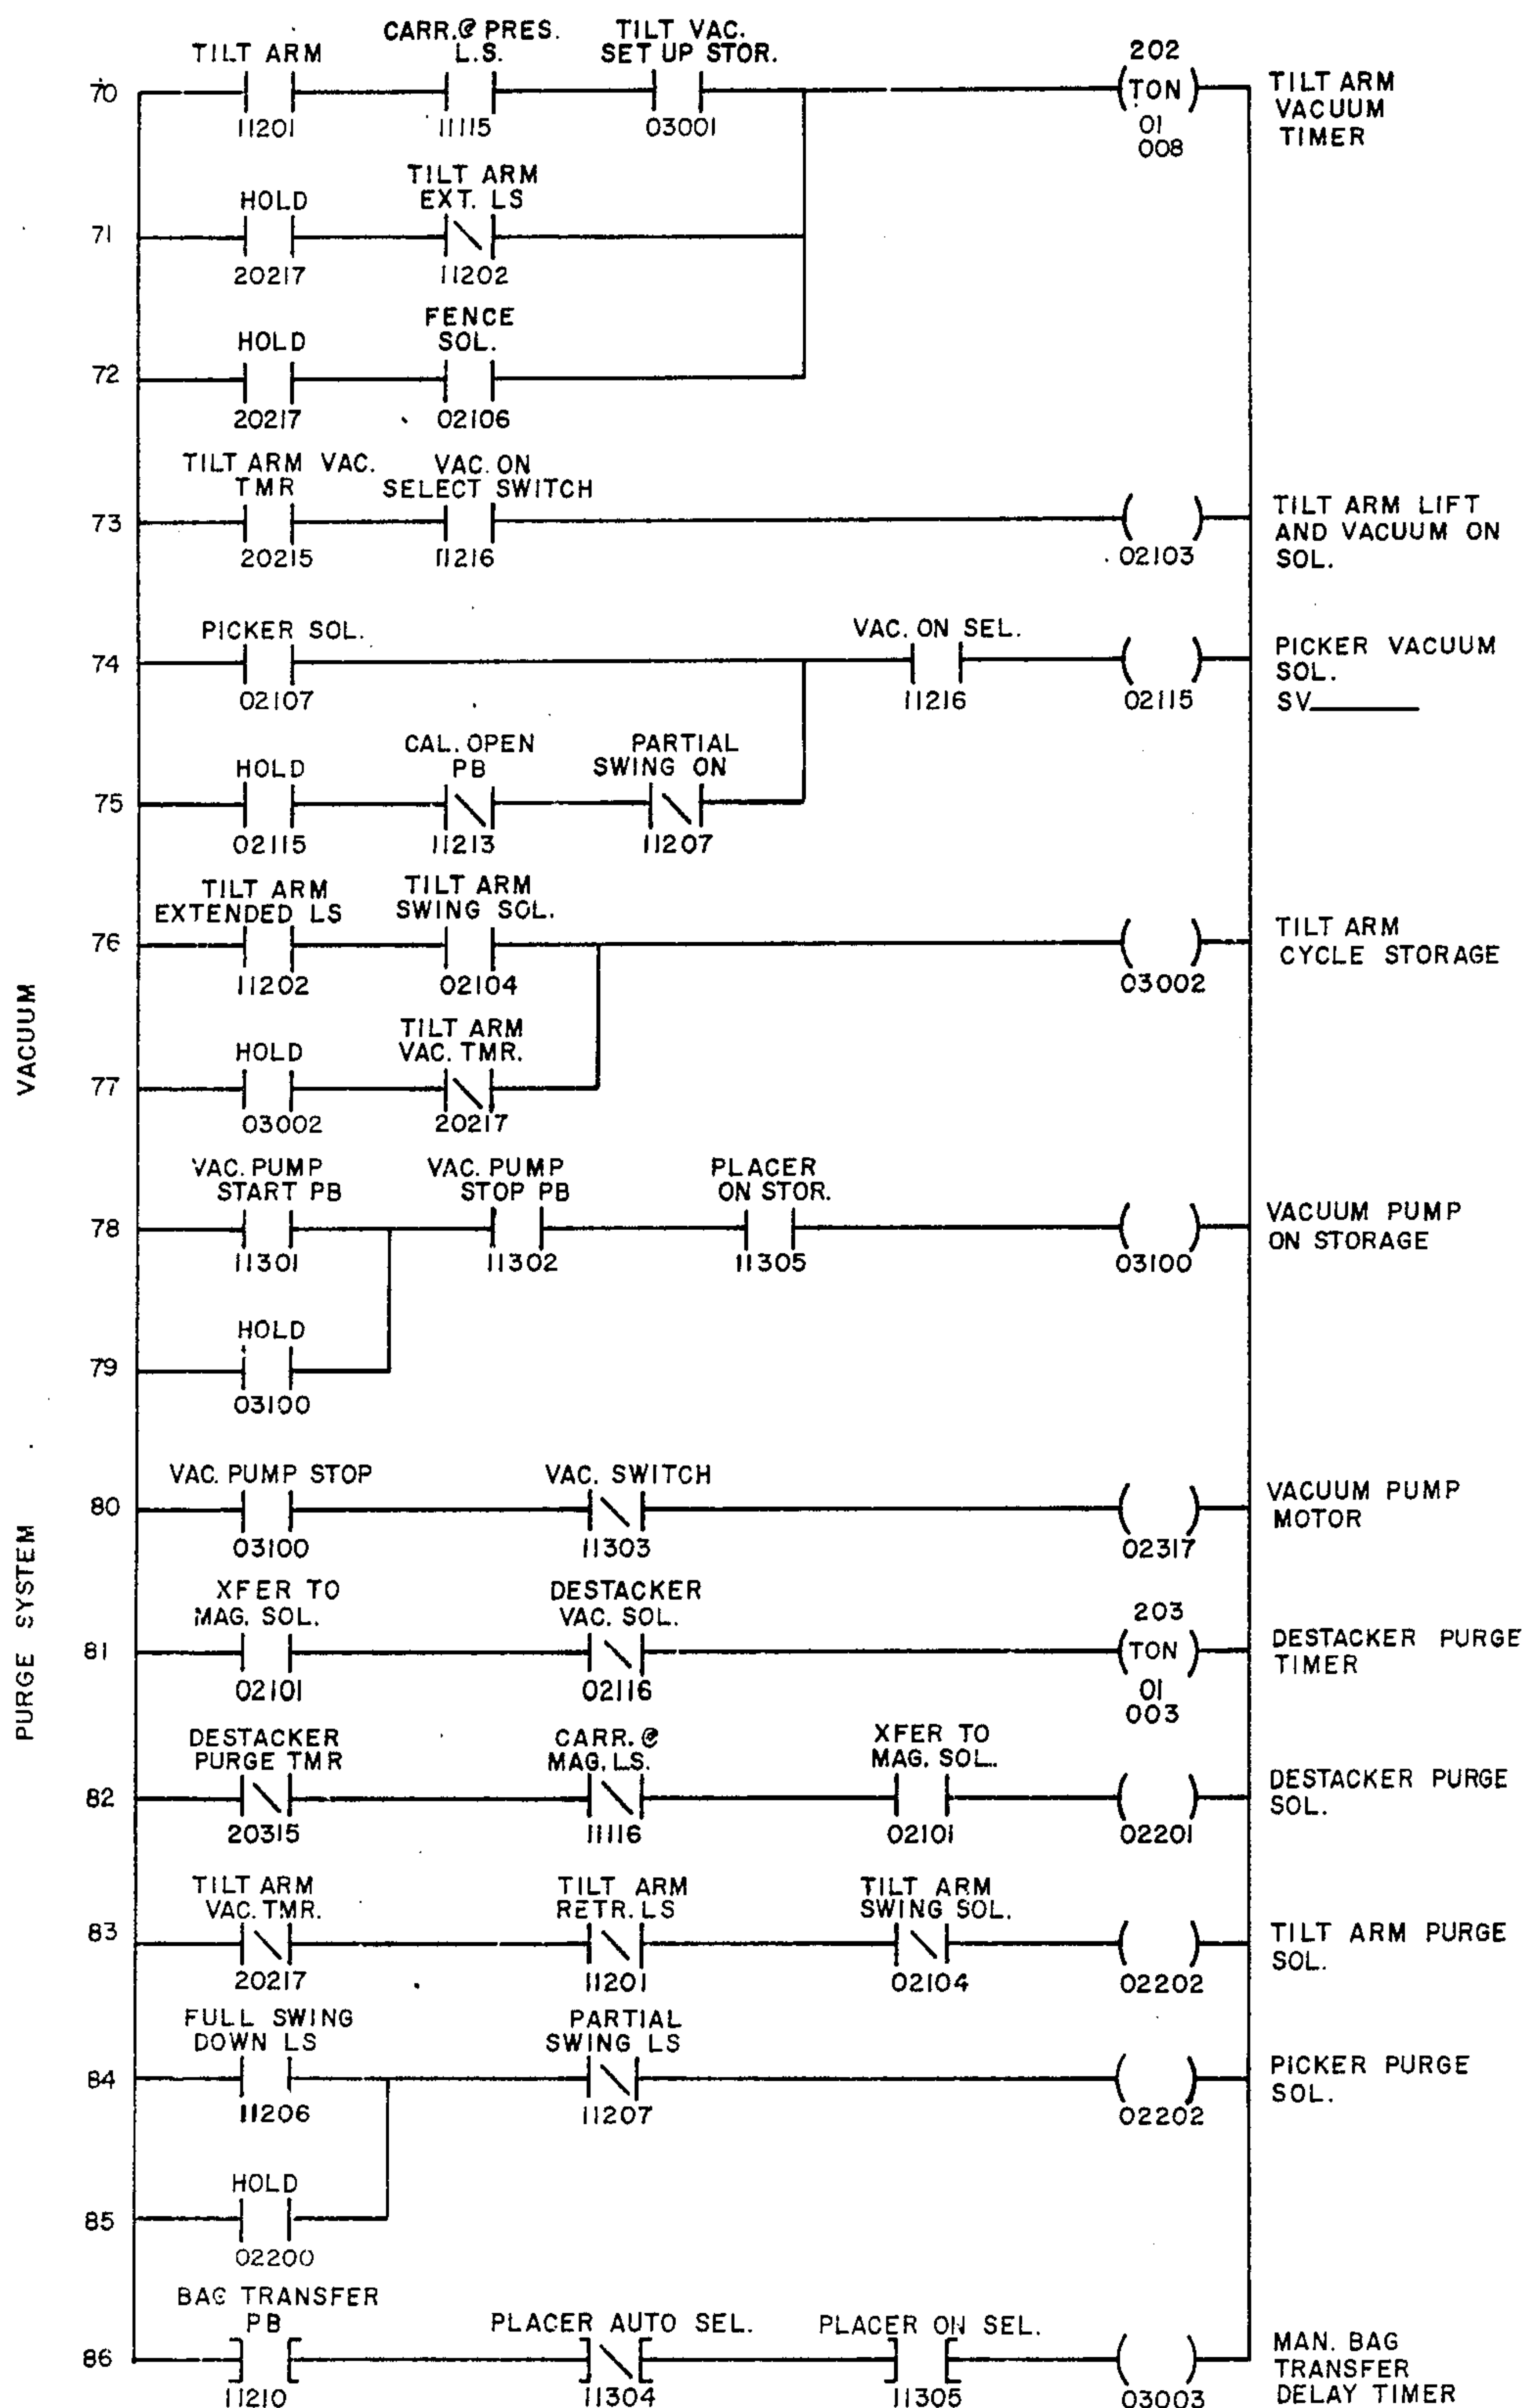 TILT ARM
CARR.@ PRES.
L.S.
TILT VAC.
SET UP STOR.
202
70
TON
TILT ARM
VACUUM
TIMER
11201
11115
03001
01
008
HOLD
TILT ARM
EXT. LS
71
20217
11202
HOLD
FENCE
SOL.
72
20217
02106
TILT ARM VAC.
TMR
VAC. ON
SELECT SWITCH
73
TILT ARM LIFT
AND VACUUM ON
SOL.
20215
11216
02103
PICKER SOL.
VAC. ON SEL.
74
PICKER VACUUM
SOL.
SV
02107
11216
02115
HOLD
CAL. OPEN
PB
PARTIAL
SWING ON
75
02115
11213
11207
TILT ARM
EXTENDED LS
TILT ARM
SWING SOL.
76
TILT ARM
CYCLE STORAGE
11202
02104
03002
VACUUM
HOLD
TILT ARM
VAC. TMR.
77
03002
20217
VAC. PUMP
START PB
VAC. PUMP
STOP PB
PLACER
ON STOR.
78
VACUUM PUMP
ON STORAGE
11301
11302
11305
03100
HOLD
79
03100
VAC. PUMP STOP
VAC. SWITCH
80
VACUUM PUMP
MOTOR
03100
11303
02317
PURGE SYSTEM
XFER TO
MAG. SOL.
DESTACKER
VAC. SOL.
203
81
TON
DESTACKER PURGE
TIMER
02101
02116
01
003
DESTACKER
PURGE TMR
CARR. @
MAG. LS.
XFER TO
MAG. SOL.
82
DESTACKER PURGE
SOL.
20315
11116
02101
02201
TILT ARM
VAC. TMR.
TILT ARM
RETR. LS
TILT ARM
SWING SOL.
83
TILT ARM PURGE
SOL.
20217
11201
02104
02202
FULL SWING
DOWN LS
PARTIAL
SWING LS
84
PICKER PURGE
SOL.
11206
11207
02202
HOLD
85
02200
BAG TRANSFER
PB
PLACER AUTO SEL.
PLACER ON SEL.
86
MAN. BAG
TRANSFER
DELAY TIMER
11210
11304
11305
03003